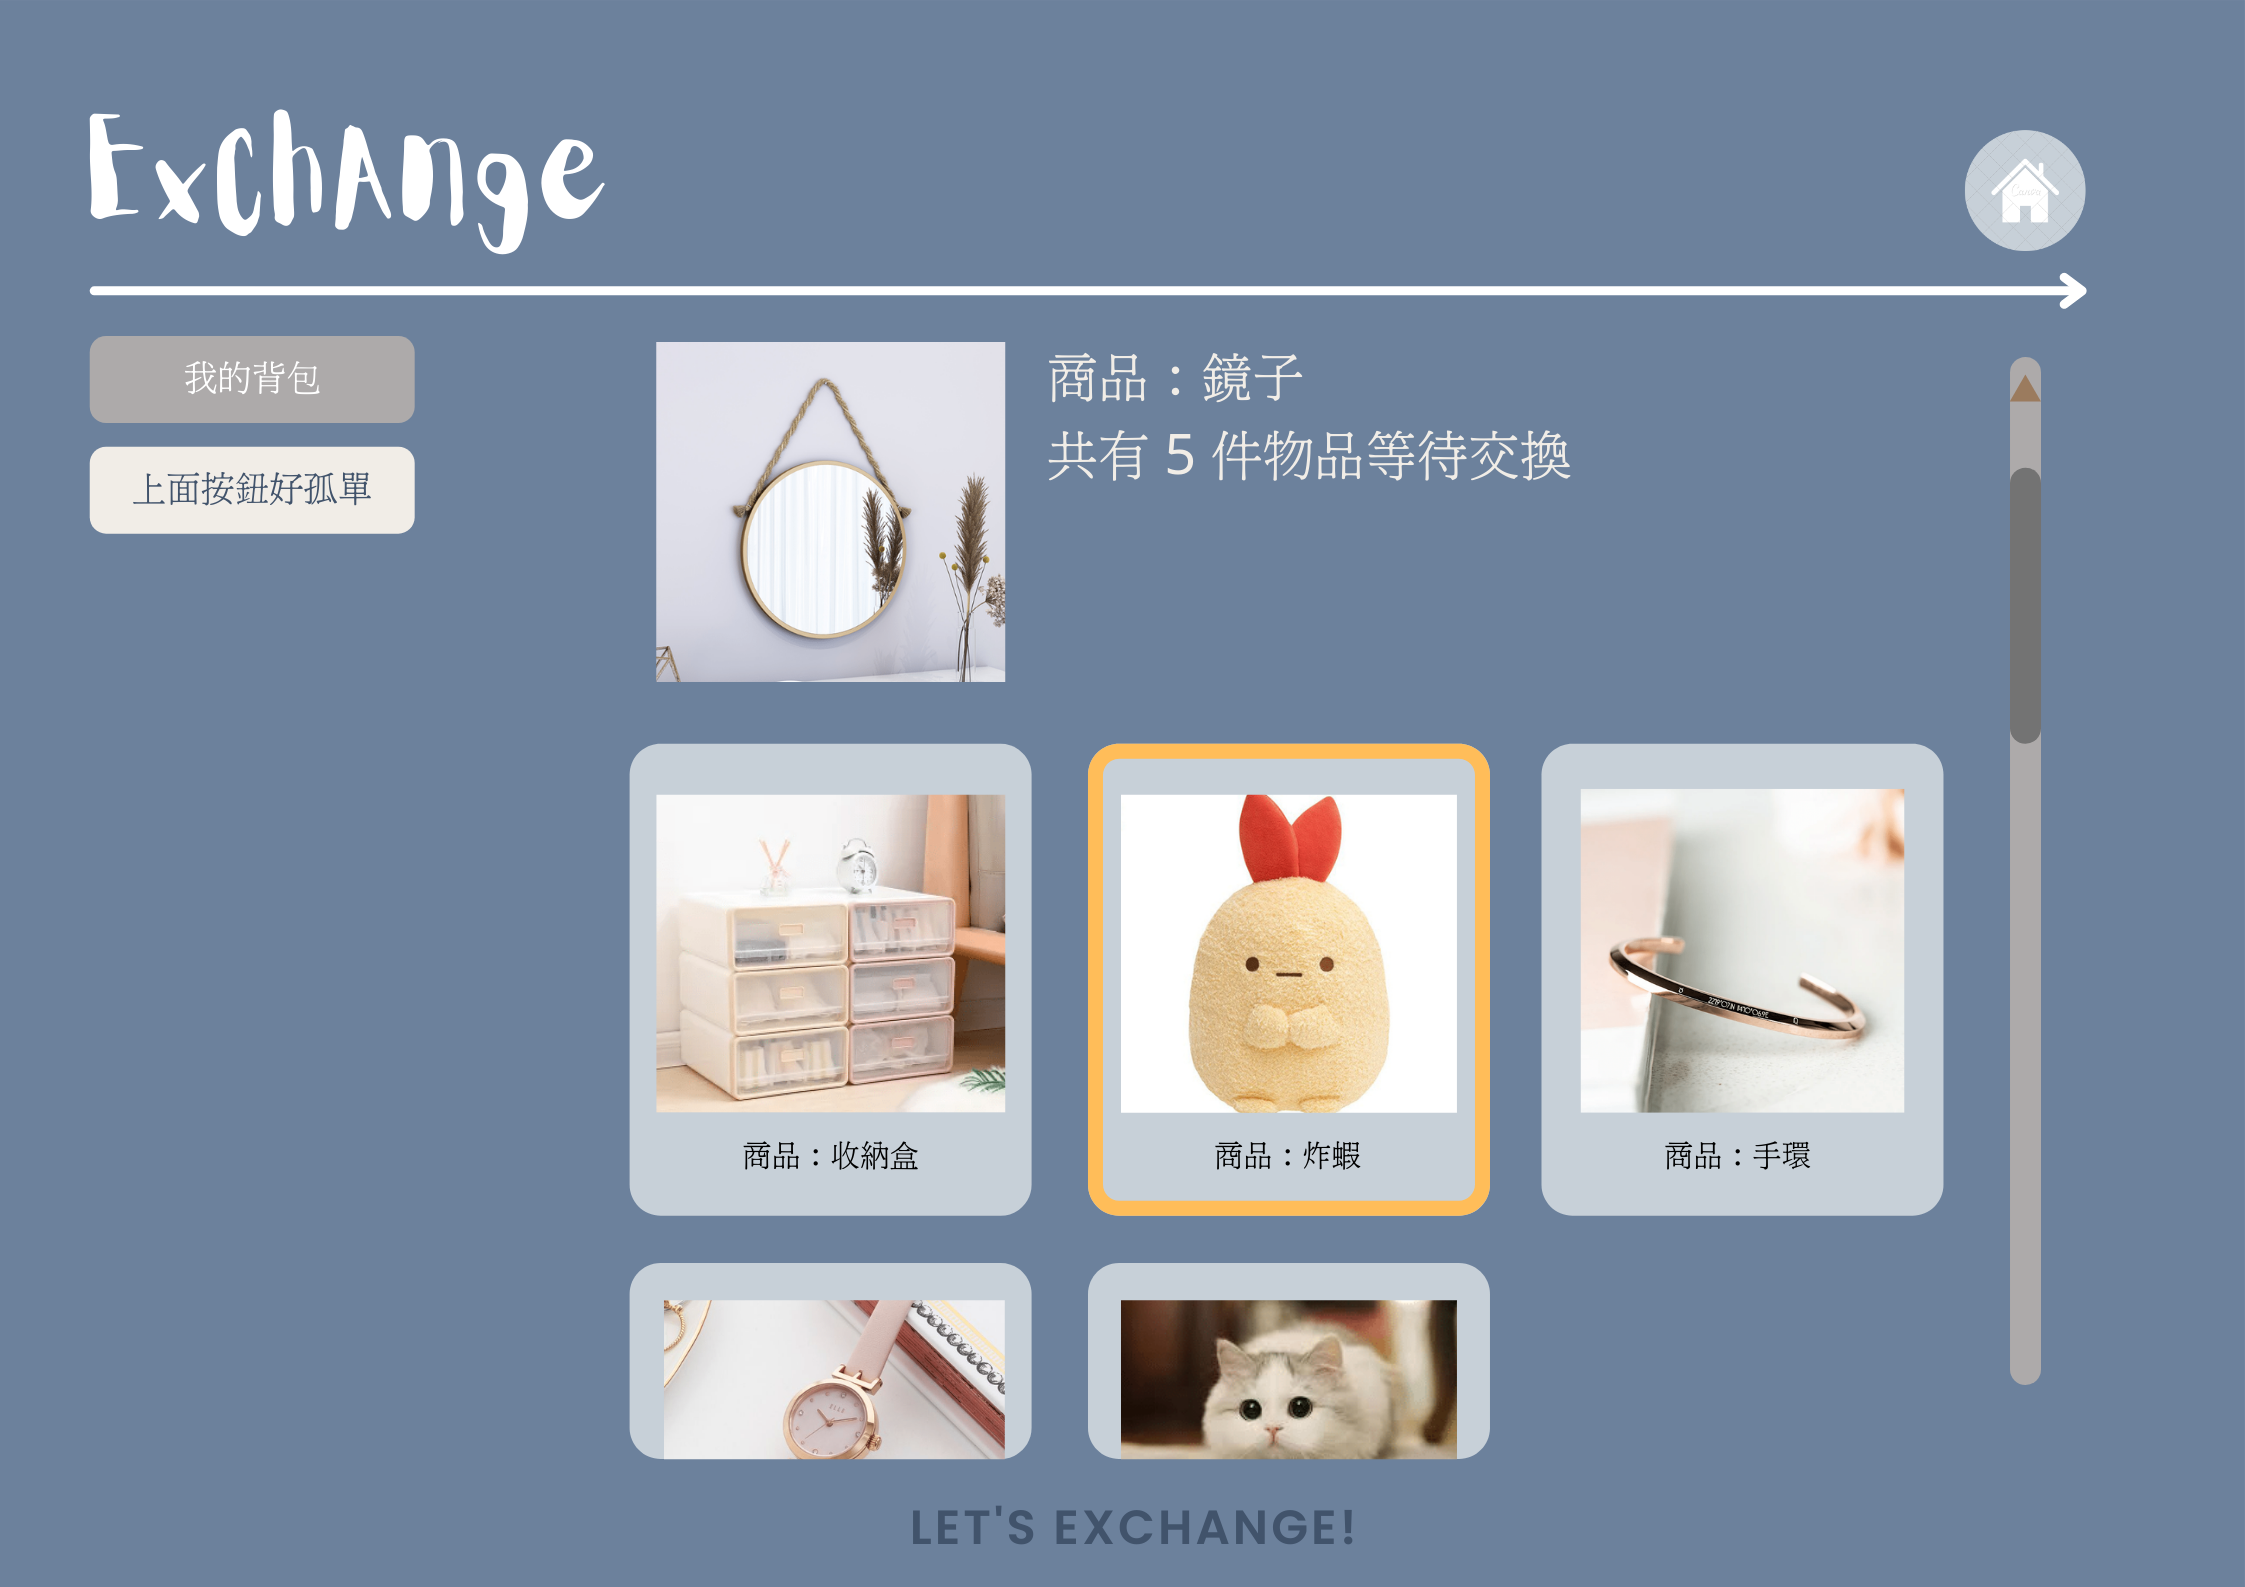 ExchAnge
我的背包
上面按鈕好孤單
商品：鏡子
共有 5 件物品等待交換
商品：收納盒
商品：炸蝦
商品：手環
ELLE
LET'S EXCHANGE!